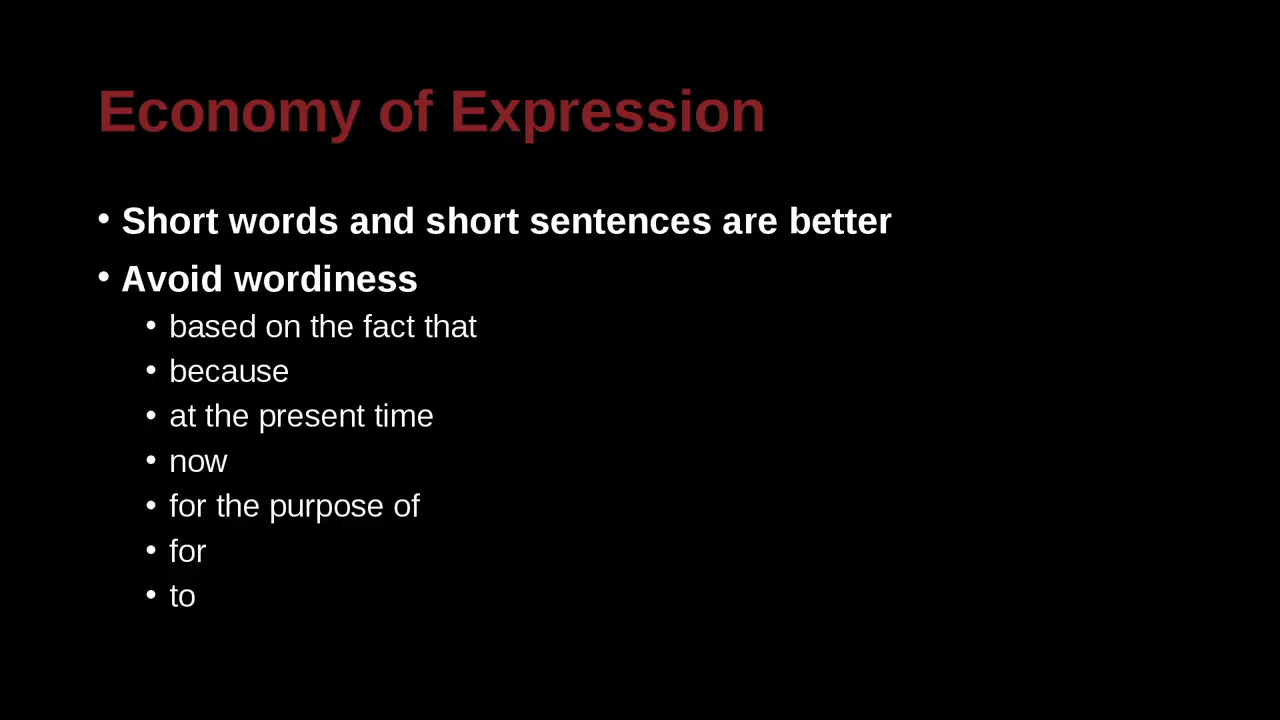 Economy of Expression
• Short words and short sentences are better
• Avoid wordiness
• based on the fact that
• because
• at the present time
• now
• for the purpose of
• for
• to